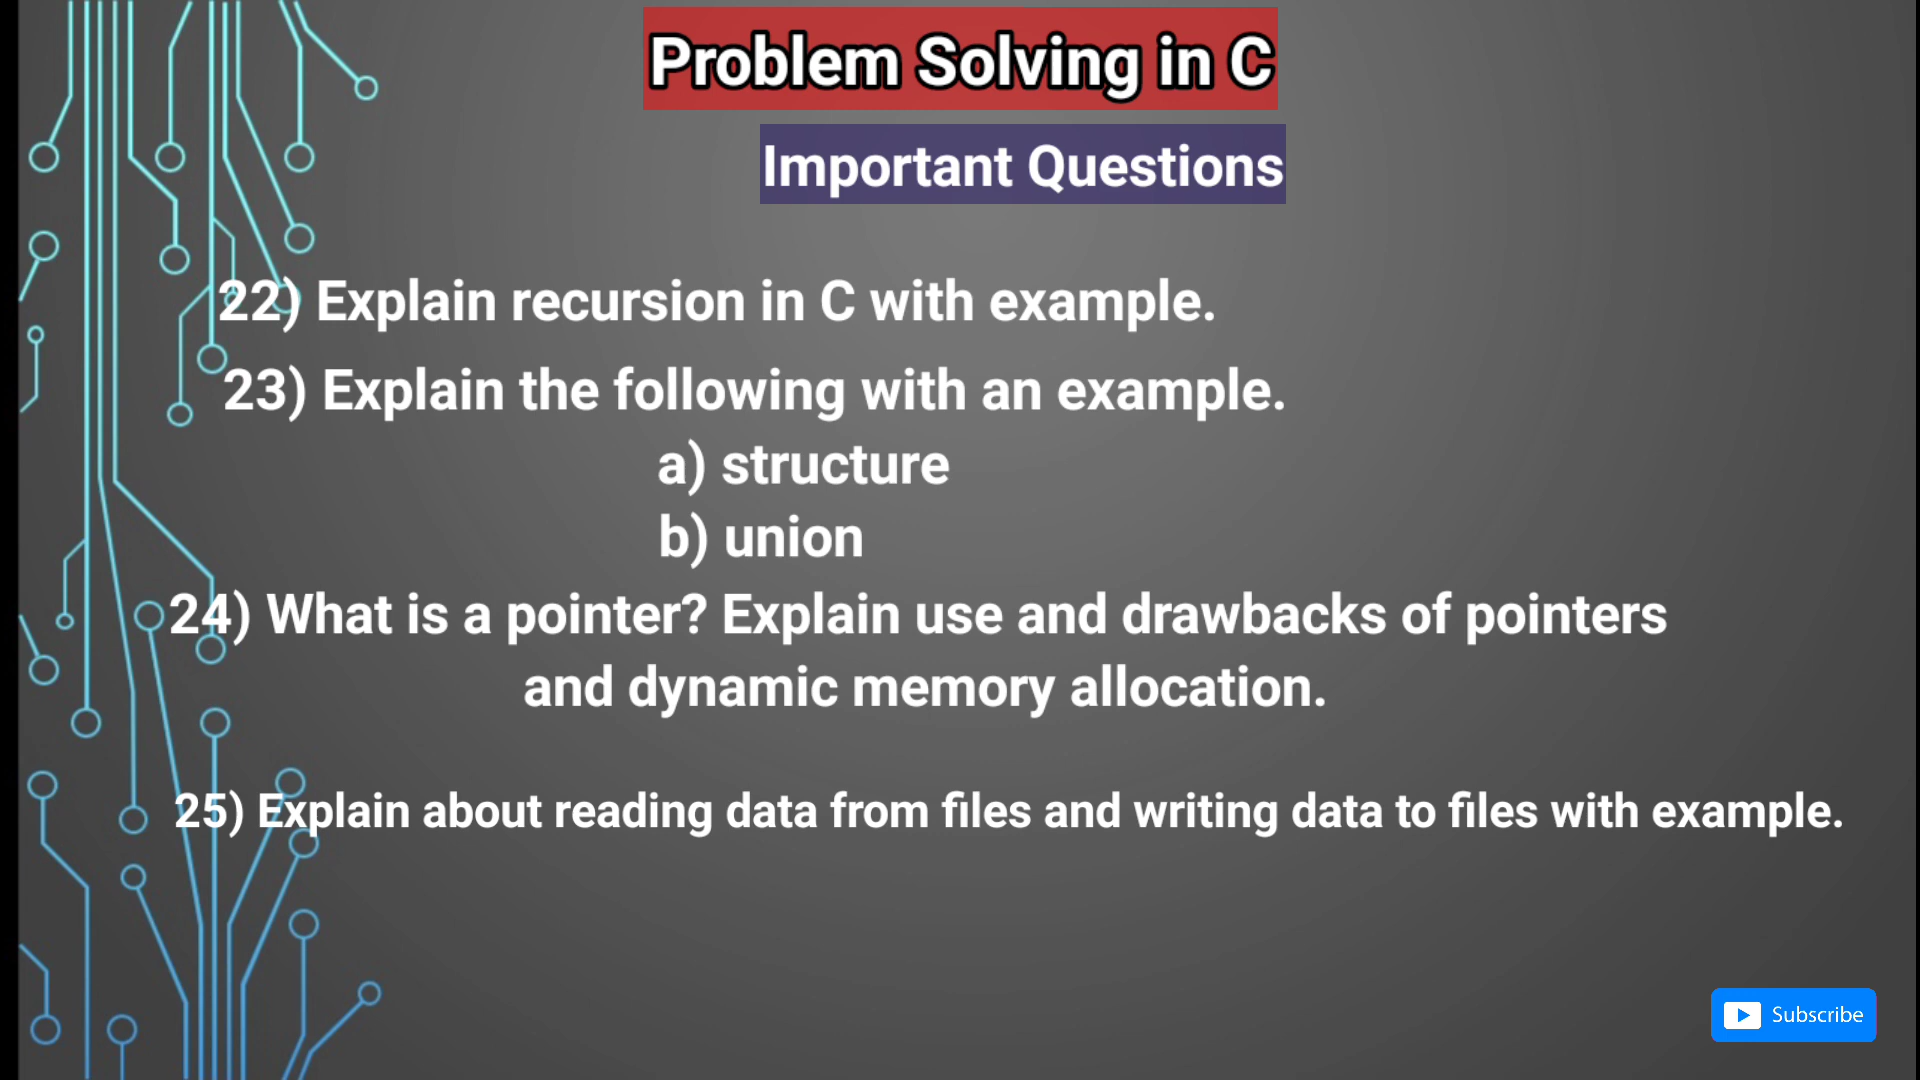 Problem Solving in C
Important Questions
22) Explain recursion in C with example.
23) Explain the following with an example.
a) structure
b) union
24) What is a pointer? Explain use and drawbacks of pointers
and dynamic memory allocation.
25) Explain about reading data from files and writing data to files with example.
Subscribe